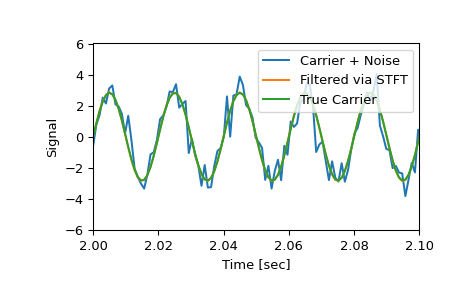 6
4
2
0
−2
−4
−6
Signal
Carrier + Noise
Filtered via STFT
True Carrier
2.00
2.02
2.04
2.06
2.08
2.10
Time [sec]